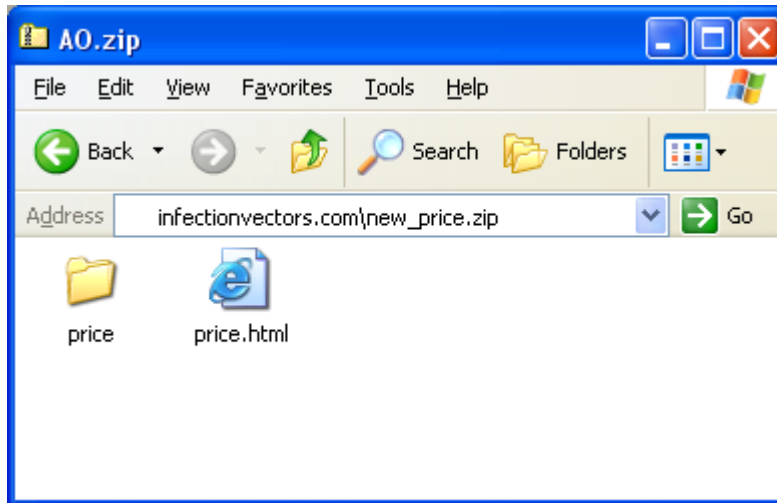 AO.zip
File Edit View Favorites Tools Help
Back Search Folders
Address infectionvectors.com\new_price.zip Go
price price.html